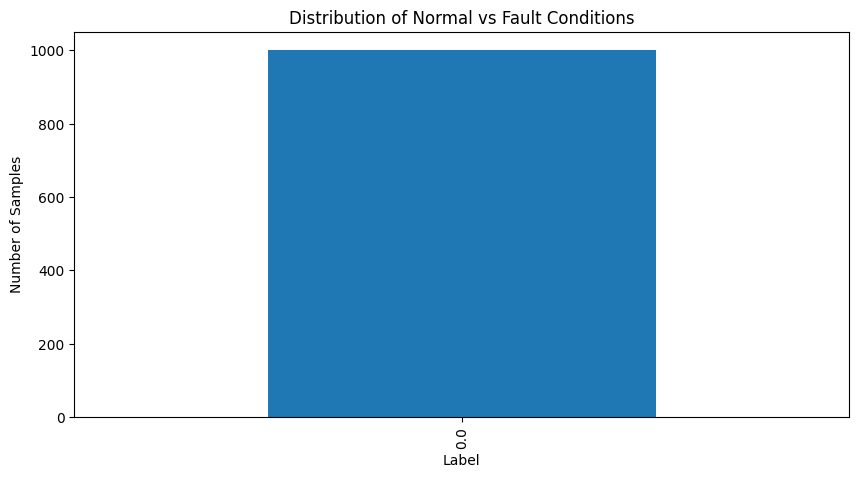 Distribution of Normal vs Fault Conditions
Number of Samples
1000
800
600
400
200
0
0.0
Label